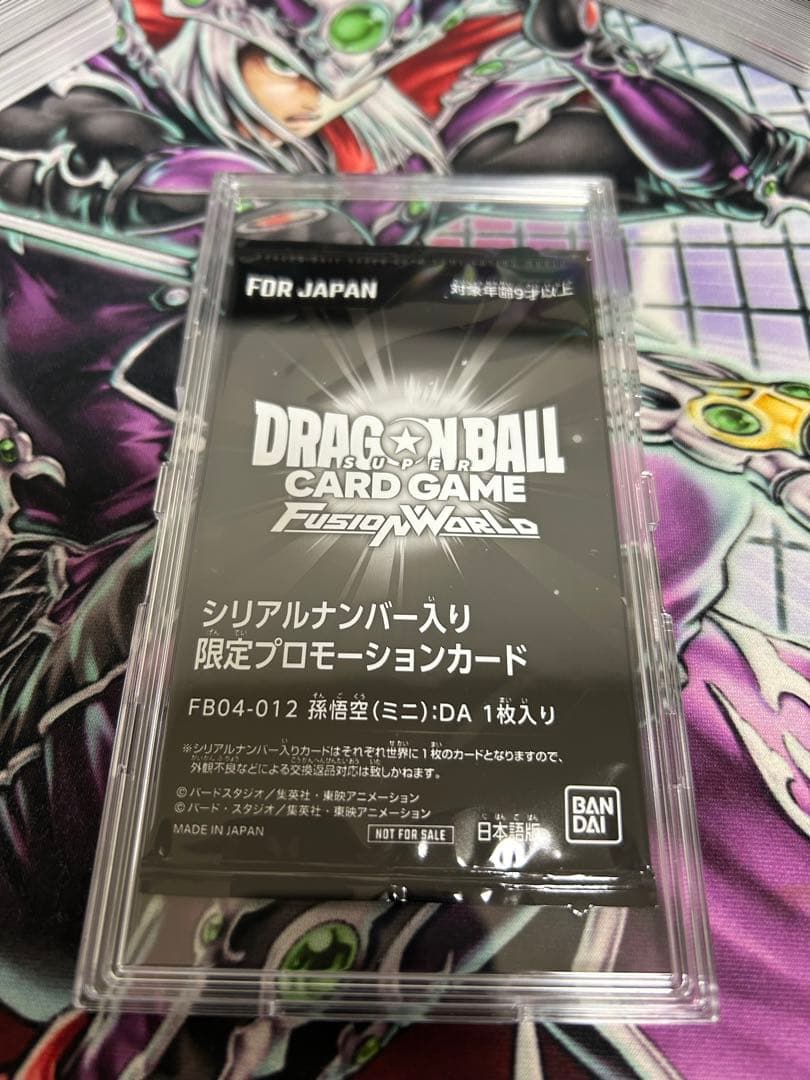 FOR JAPAN
対象年齢9才以上
DRAGON BALL
SUPER
CARD GAME
FUSION WORLD
シリアルナンバー入り
限定プロモーションカード
FB04-012 孫悟空(ミニ):DA 1枚入り
※シリアルナンバー入りカードはそれぞれ世界に1枚のカードとなりますので、
外観不良などによる交換返品対応は致しかねます。
©バードスタジオ/集英社・東映アニメーション
©バード・スタジオ/集英社・東映アニメーション
MADE IN JAPAN
NOT FOR SALE
日本語版
BAN
DAI